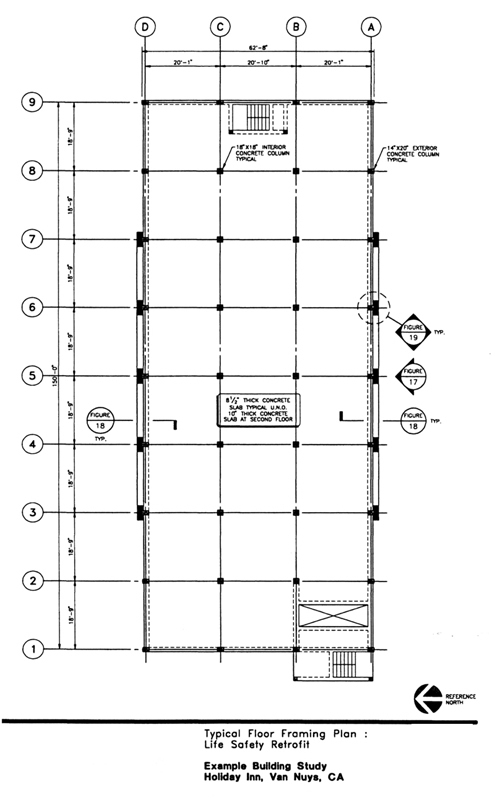 D C B A
62'-8"
20'-1" 20'-10" 20'-1"
9
18'-9"
18"X18" INTERIOR
CONCRETE COLUMN
TYPICAL
14"X20" EXTERIOR
CONCRETE COLUMN
TYPICAL
8
18'-9"
7
18'-9"
6
FIGURE
19
TYP.
18'-9"
150'-0"
5
FIGURE
17
8 1/2" THICK CONCRETE
SLAB TYPICAL U.N.O.
10" THICK CONCRETE
SLAB AT SECOND FLOOR
FIGURE
18
TYP.
FIGURE
18
TYP.
18'-9"
4
18'-9"
3
18'-9"
2
18'-9"
1
REFERENCE
NORTH
Typical Floor Framing Plan :
Life Safety Retrofit
Example Building Study
Holiday Inn, Van Nuys, CA